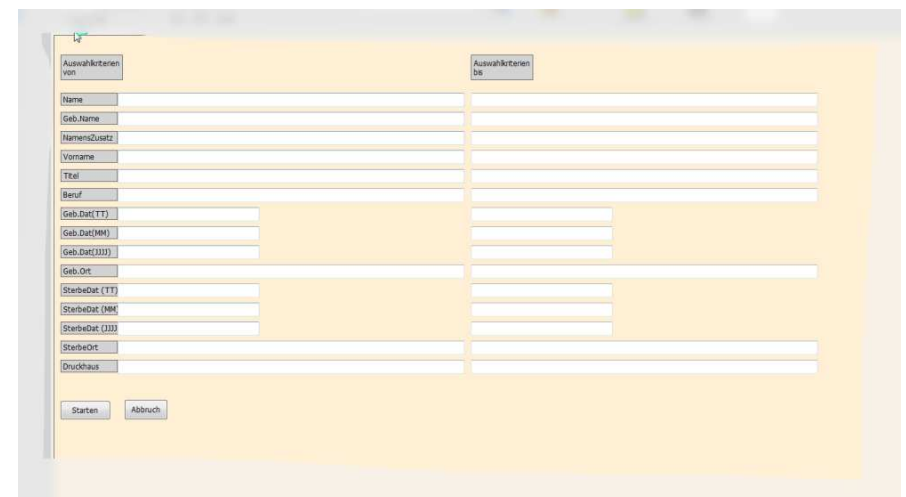 Auswahlkriterien
von
Auswahlkriterien
bis
Name
Geb.Name
NamensZusatz
Vorname
Titel
Beruf
Geb.Dat(TT)
Geb.Dat(MM)
Geb.Dat(JJJJ)
Geb.Ort
SterbeDat (TT)
SterbeDat (MM)
SterbeDat (JJJJ
SterbeOrt
Druckhaus
Starten
Abbruch